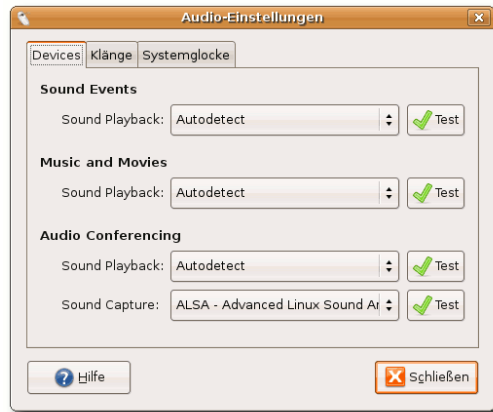 Audio-Einstellungen
Devices Klänge Systemglocke
Sound Events
Sound Playback: Autodetect Test
Music and Movies
Sound Playback: Autodetect Test
Audio Conferencing
Sound Playback: Autodetect Test
Sound Capture: ALSA - Advanced Linux Sound Ar Test
Hilfe Schließen